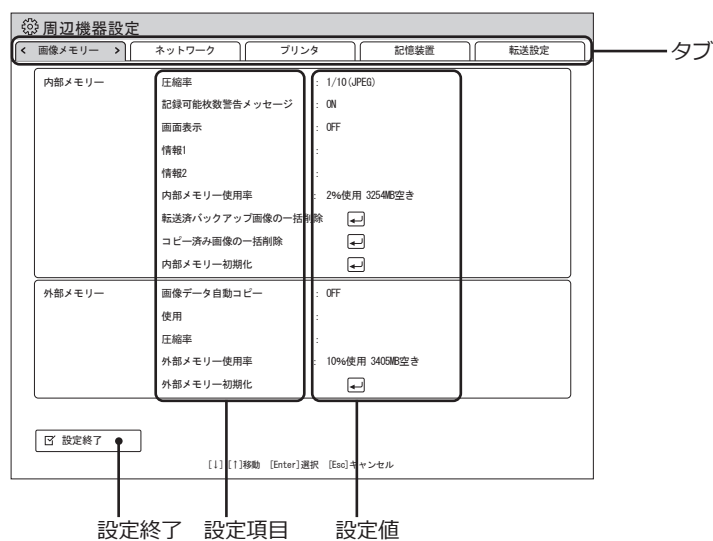 周辺機器設定
< 画像メモリー > ネットワーク プリンタ 記憶装置 転送設定
タブ
内部メモリー 圧縮率 : 1/10(JPEG)
記録可能枚数警告メッセージ : ON
画面表示 : OFF
情報1 :
情報2 :
内部メモリー使用率 : 2%使用 3254MB空き
転送済バックアップ画像の一括削除
コピー済み画像の一括削除
内部メモリー初期化
外部メモリー 画像データ自動コピー : OFF
使用 :
圧縮率 :
外部メモリー使用率 : 10%使用 3405MB空き
外部メモリー初期化
設定終了
[↓][↑]移動 [Enter]選択 [Esc]キャンセル
設定終了 設定項目 設定値